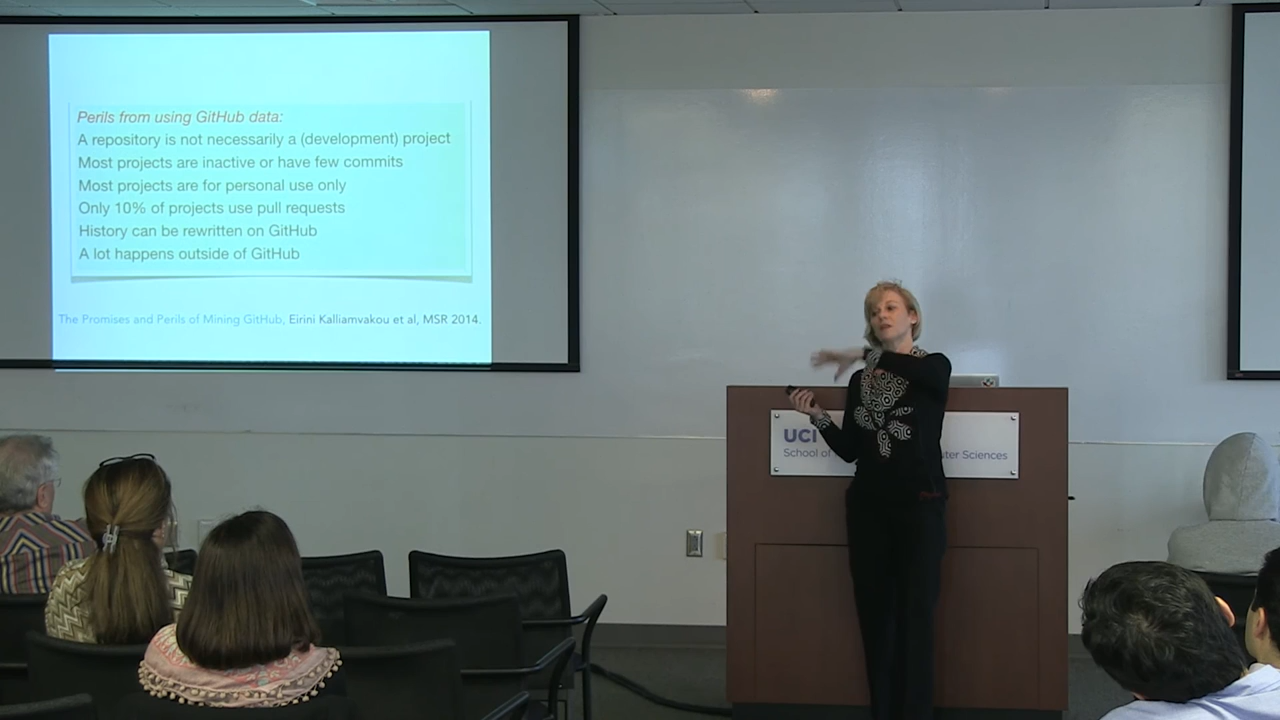 Perils from using GitHub data:
A repository is not necessarily a (development) project
Most projects are inactive or have few commits
Most projects are for personal use only
Only 10% of projects use pull requests
History can be rewritten on GitHub
A lot happens outside of GitHub
The Promises and Perils of Mining GitHub, Eirini Kalliamvakou et al, MSR 2014.
UCI
School of
Sciences